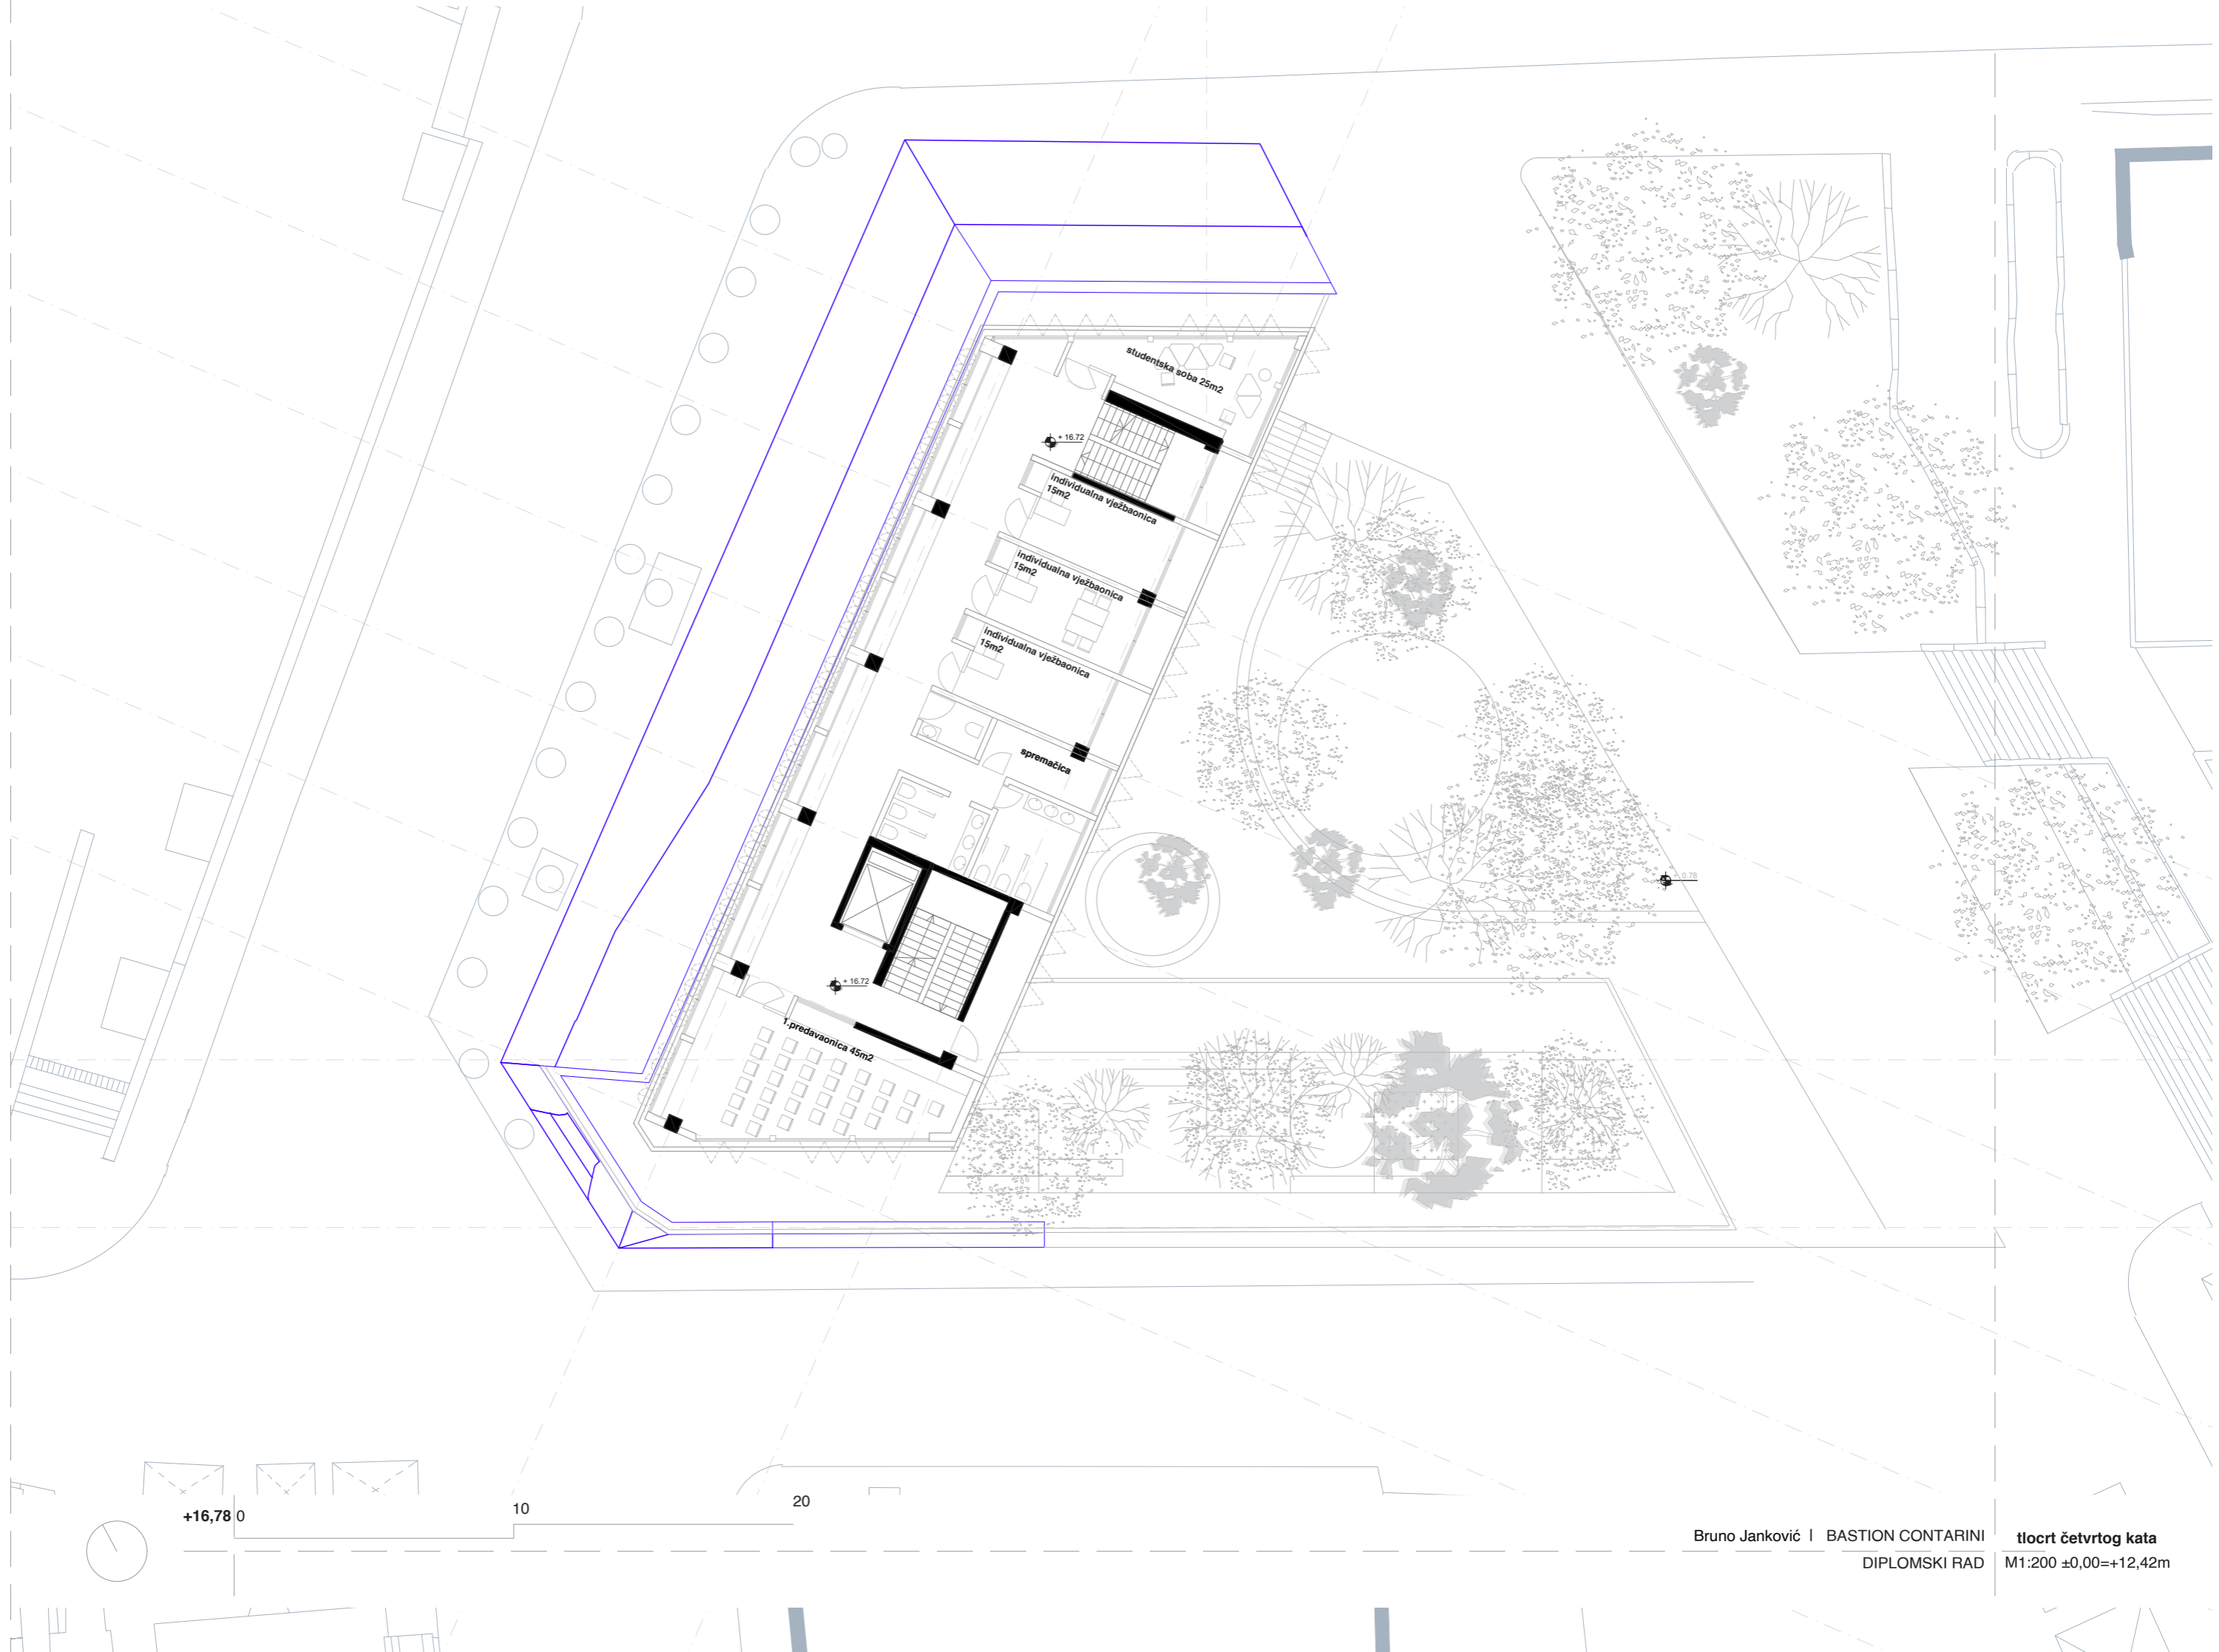 studentska soba 25m2
+ 16.72
individualna vježbaonica
15m2
individualna vježbaonica
15m2
individualna vježbaonica
15m2
spremačica
0.78
+ 16.72
1.predavaonica 45m2
+16,78 0
10
20
Bruno Janković | BASTION CONTARINI
DIPLOMSKI RAD
tlocrt četvrtog kata
M1:200 ±0,00=+12,42m